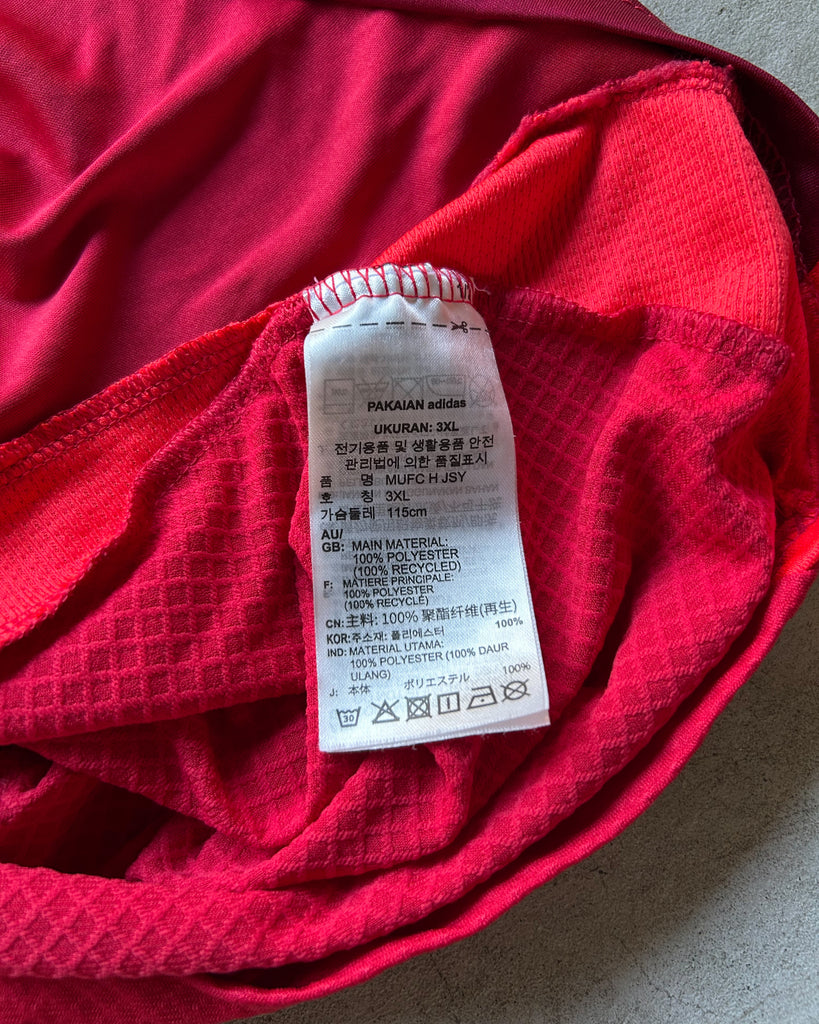 PAKAIAN adidas
UKURAN: 3XL
전기용품 및 생활용품 안전
관리법에 의한 품질표시
품 명 MUFC H JSY
호 칭 3XL
가슴둘레 115cm
AU/
GB: MAIN MATERIAL:
100% POLYESTER
(100% RECYCLED)
F: MATIERE PRINCIPALE:
100% POLYESTER
(100% RECYCLÉ)
CN: 主料: 100% 聚酯纤维(再生)
KOR: 주소재: 폴리에스터 100%
IND: MATERIAL UTAMA:
100% POLYESTER (100% DAUR
ULANG)
J: 本体 ポリエステル 100%
30